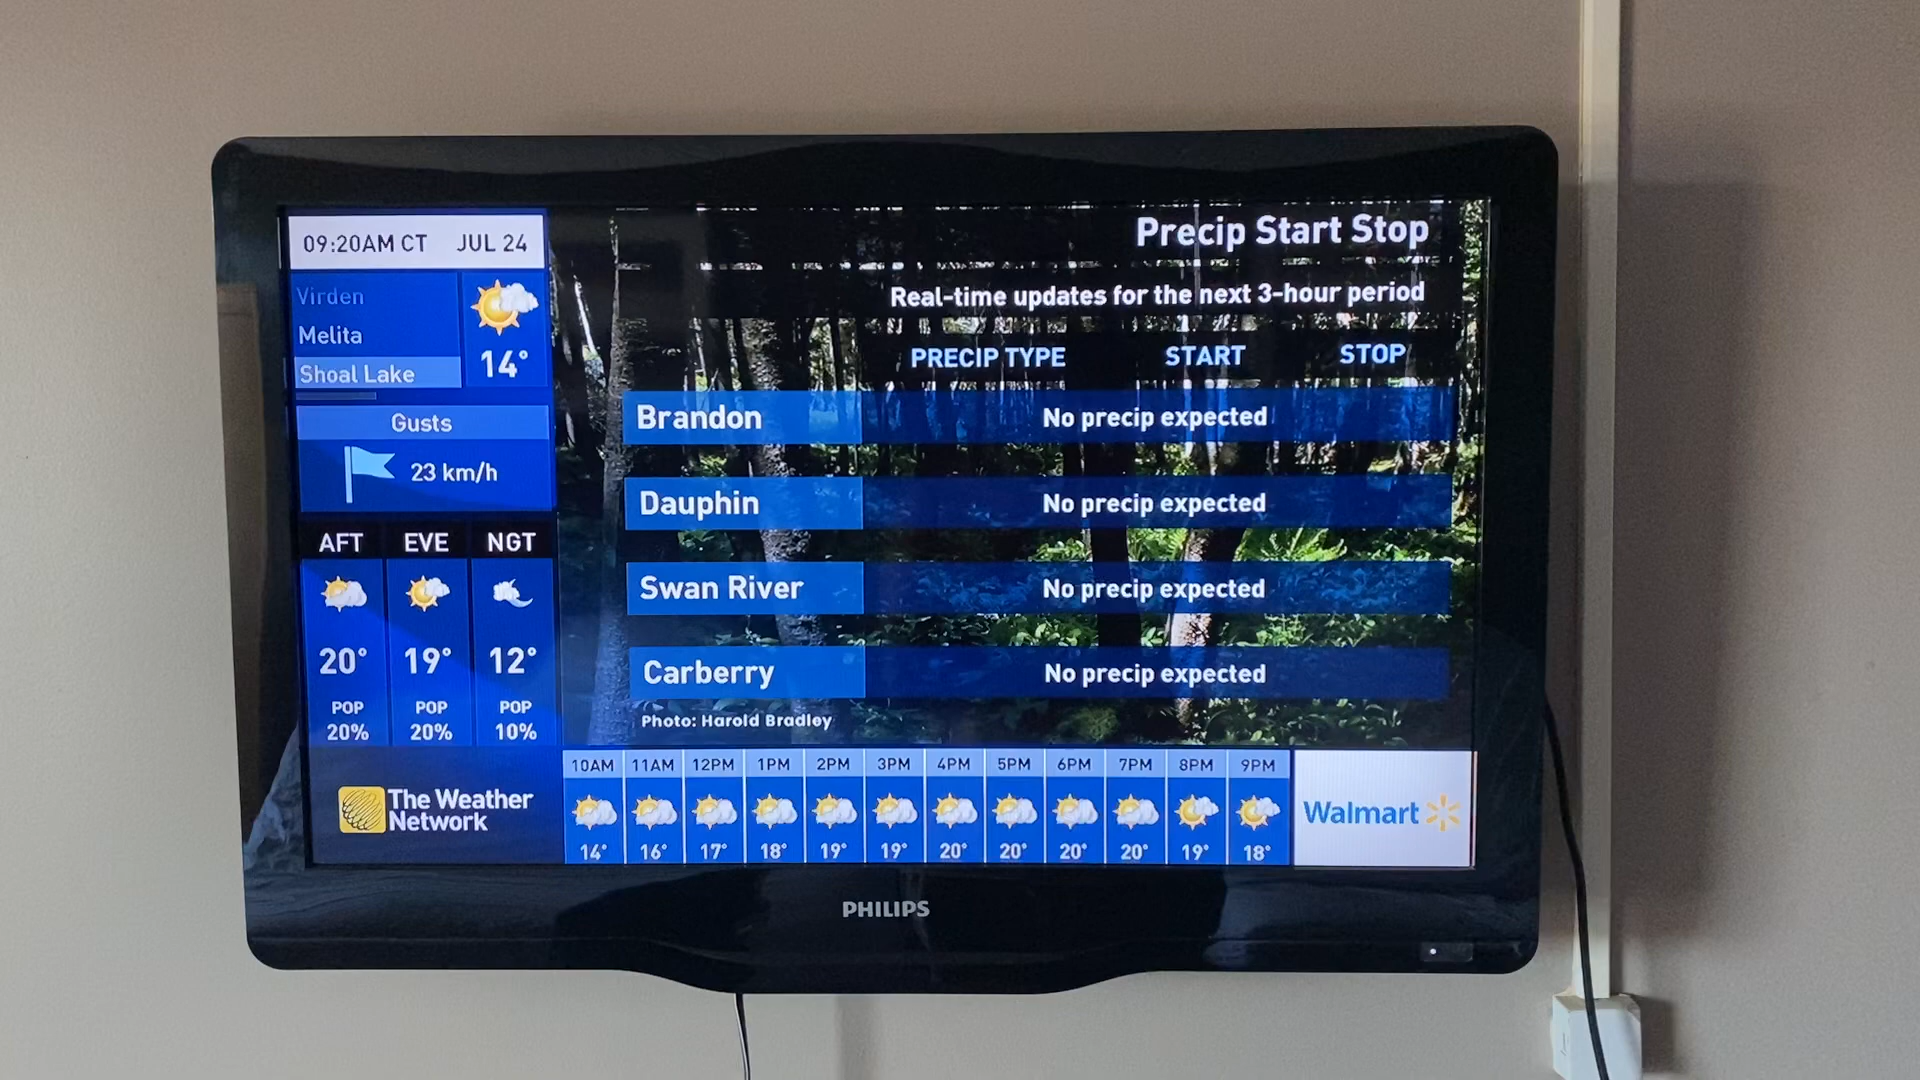 09:20AM CT JUL 24
Virden
Melita
Shoal Lake
14°
Gusts
23 km/h
AFT EVE NGT
20° 19° 12°
POP POP POP
20% 20% 10%
The Weather
Network
Precip Start Stop
Real-time updates for the next 3-hour period
PRECIP TYPE START STOP
Brandon No precip expected
Dauphin No precip expected
Swan River No precip expected
Carberry No precip expected
Photo: Harold Bradley
10AM 11AM 12PM 1PM 2PM 3PM 4PM 5PM 6PM 7PM 8PM 9PM
14° 16° 17° 18° 19° 19° 20° 20° 20° 20° 19° 18°
Walmart
PHILIPS